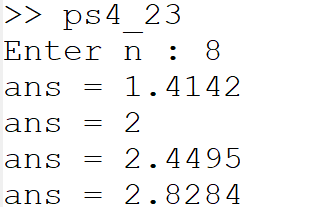 >> ps4_23
Enter n : 8
ans = 1.4142
ans = 2
ans = 2.4495
ans = 2.8284